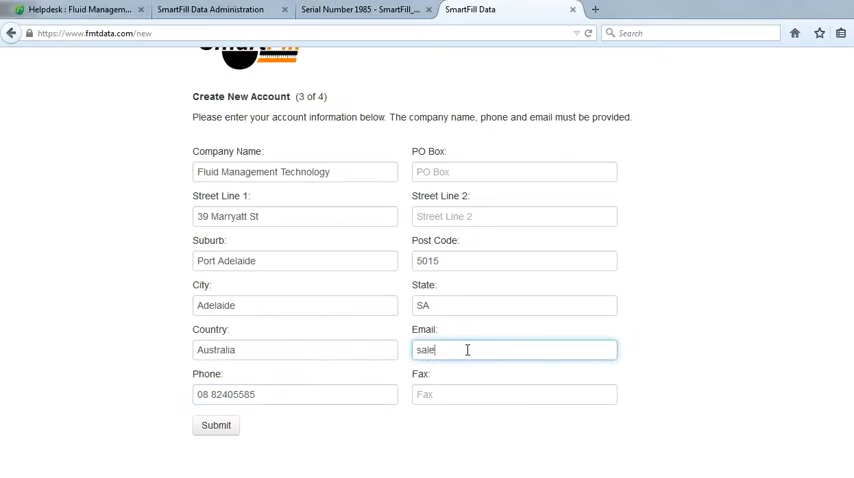 Helpdesk : Fluid Managem...
SmartFill Data Administration
Serial Number 1985 - SmartFill_...
SmartFill Data
https://www.fmtdata.com/new
Search
Create New Account (3 of 4)
Please enter your account information below. The company name, phone and email must be provided.
Company Name:
PO Box:
Fluid Management Technology
PO Box
Street Line 1:
Street Line 2:
39 Marryatt St
Street Line 2
Suburb:
Post Code:
Port Adelaide
5015
City:
State:
Adelaide
SA
Country:
Email:
Australia
sale
Phone:
Fax:
08 82405585
Fax
Submit